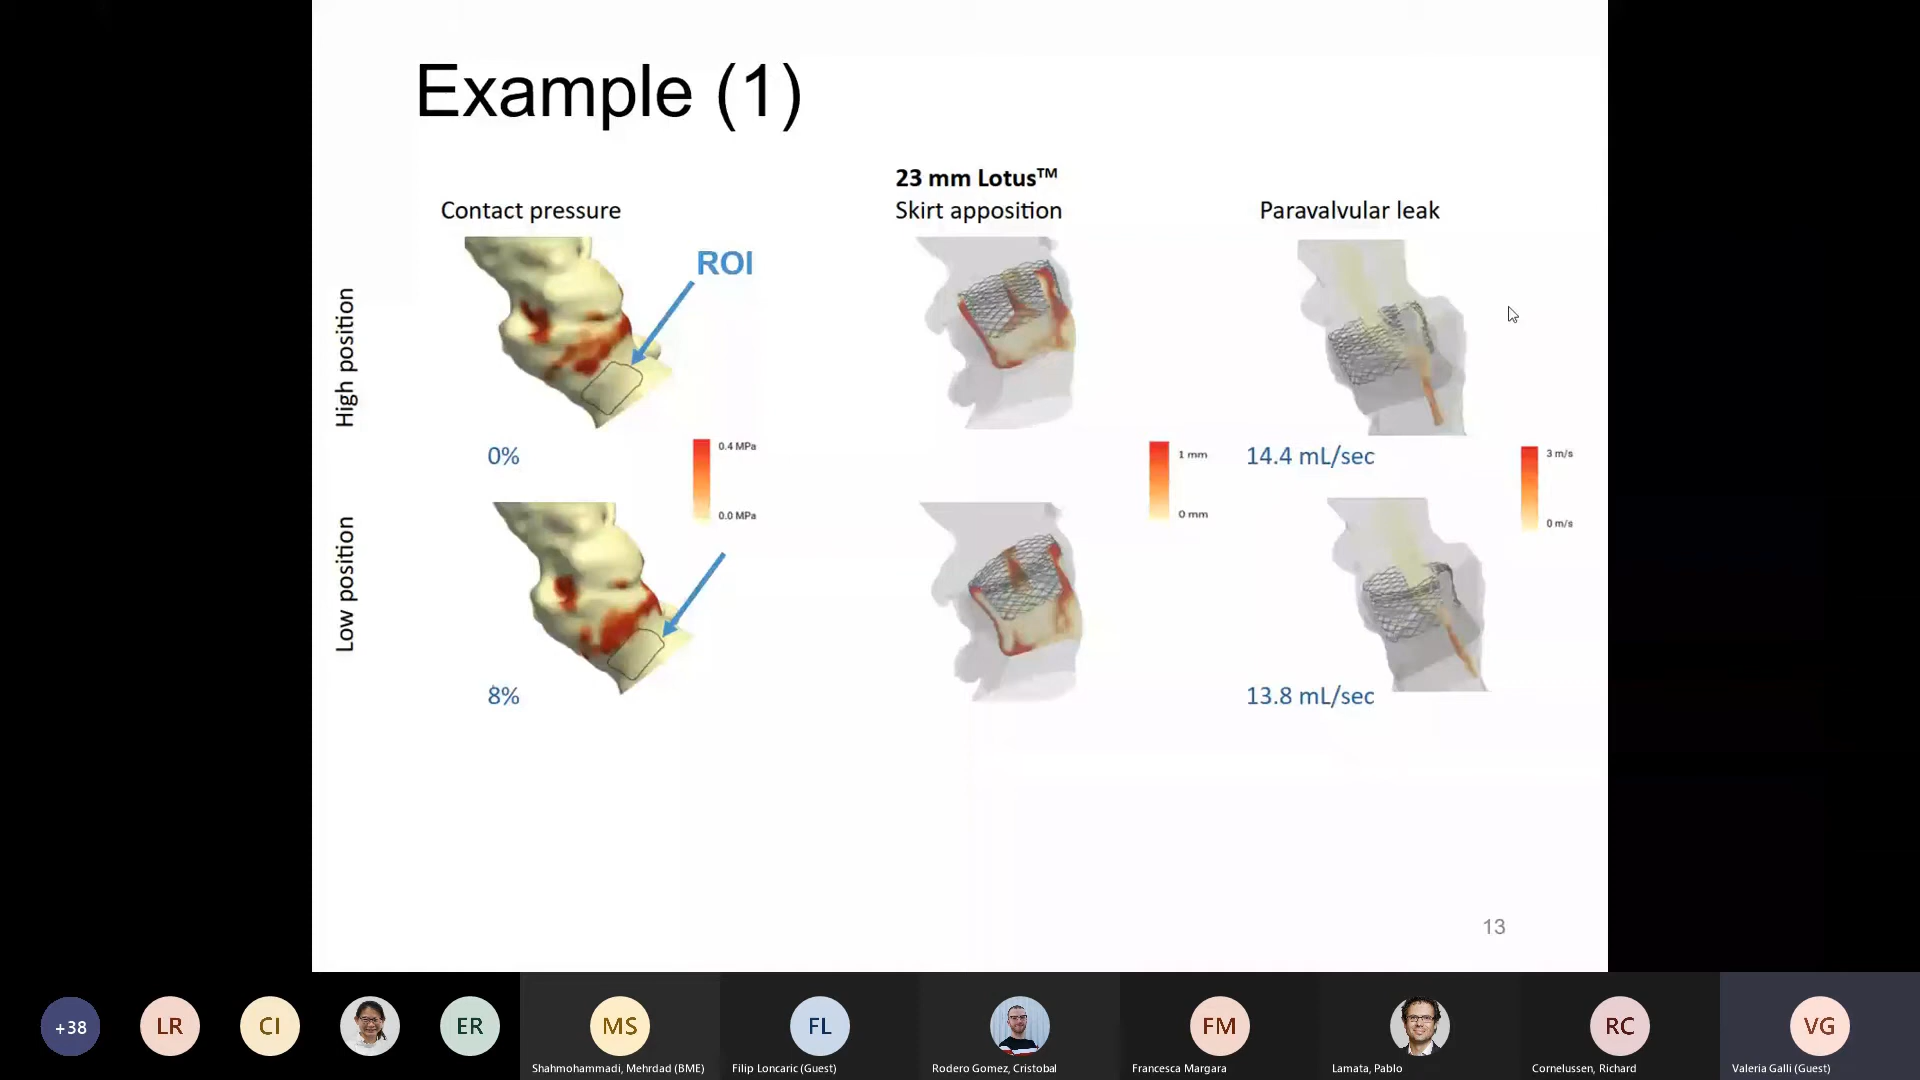 Example (1)
23 mm Lotus™
Contact pressure
Skirt apposition
Paravalvular leak
ROI
High position
0%
0.4 MPa
0.0 MPa
1 mm
0 mm
14.4 mL/sec
3 m/s
0 m/s
Low position
8%
13.8 mL/sec
13
+38
LR
CI
ER
MS
Shahmohammadi, Mehrdad (BME)
FL
Filip Loncaric (Guest)
Rodero Gomez, Cristobal
FM
Francesca Margara
Lamata, Pablo
RC
Cornelussen, Richard
VG
Valeria Galli (Guest)